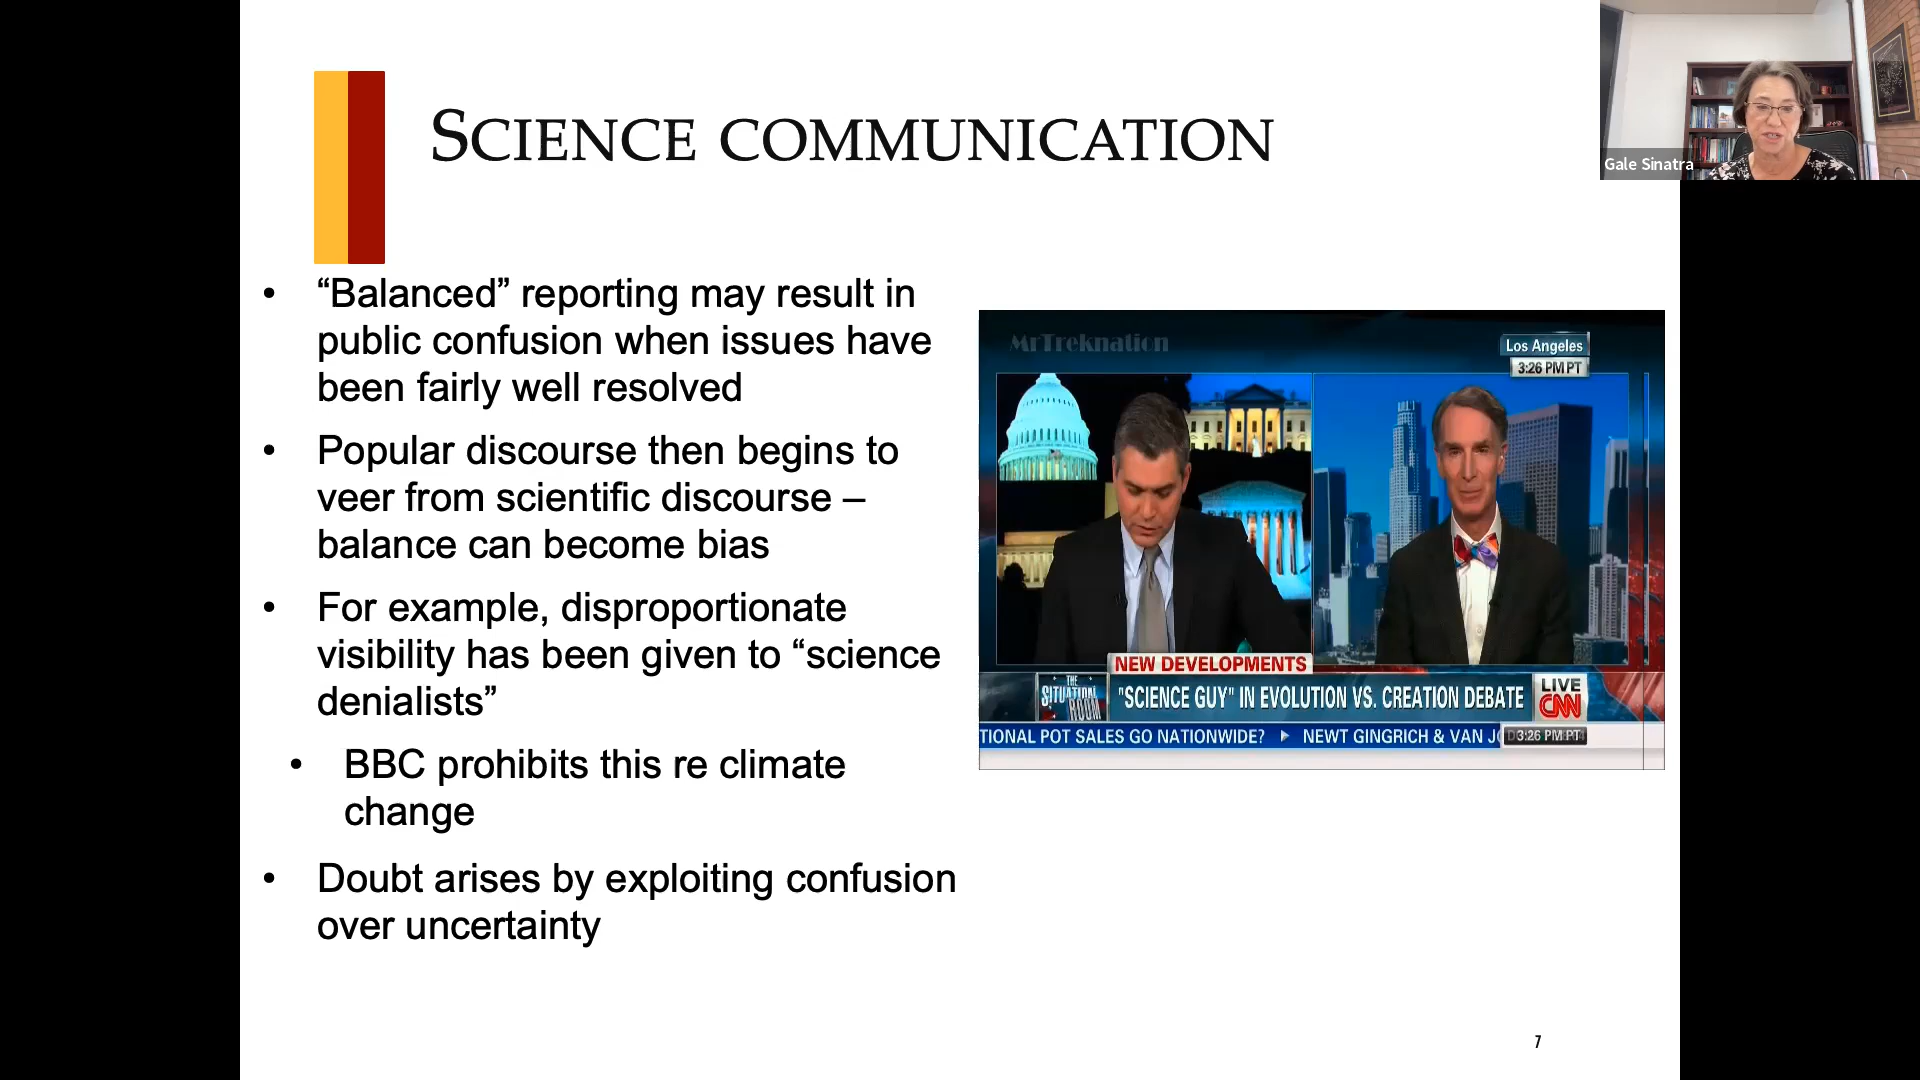 SCIENCE COMMUNICATION
Gale Sinatra
• “Balanced” reporting may result in
public confusion when issues have
been fairly well resolved
• Popular discourse then begins to
veer from scientific discourse –
balance can become bias
• For example, disproportionate
visibility has been given to “science
denialists”
• BBC prohibits this re climate
change
• Doubt arises by exploiting confusion
over uncertainty
MrTreknation
Los Angeles
3:26 PM PT
NEW DEVELOPMENTS
THE SITUATION ROOM
"SCIENCE GUY" IN EVOLUTION VS. CREATION DEBATE
LIVE
CNN
TIONAL POT SALES GO NATIONWIDE? ▶ NEWT GINGRICH & VAN
3:26 PM PT
7